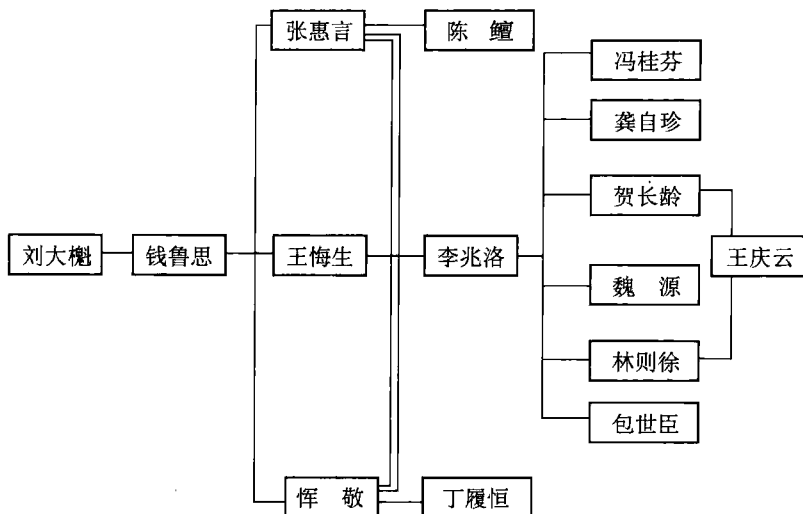 张惠言
陈 鳣
冯桂芬
龚自珍
贺长龄
刘大櫆
钱鲁思
王悔生
李兆洛
王庆云
魏 源
林则徐
包世臣
恽 敬
丁履恒